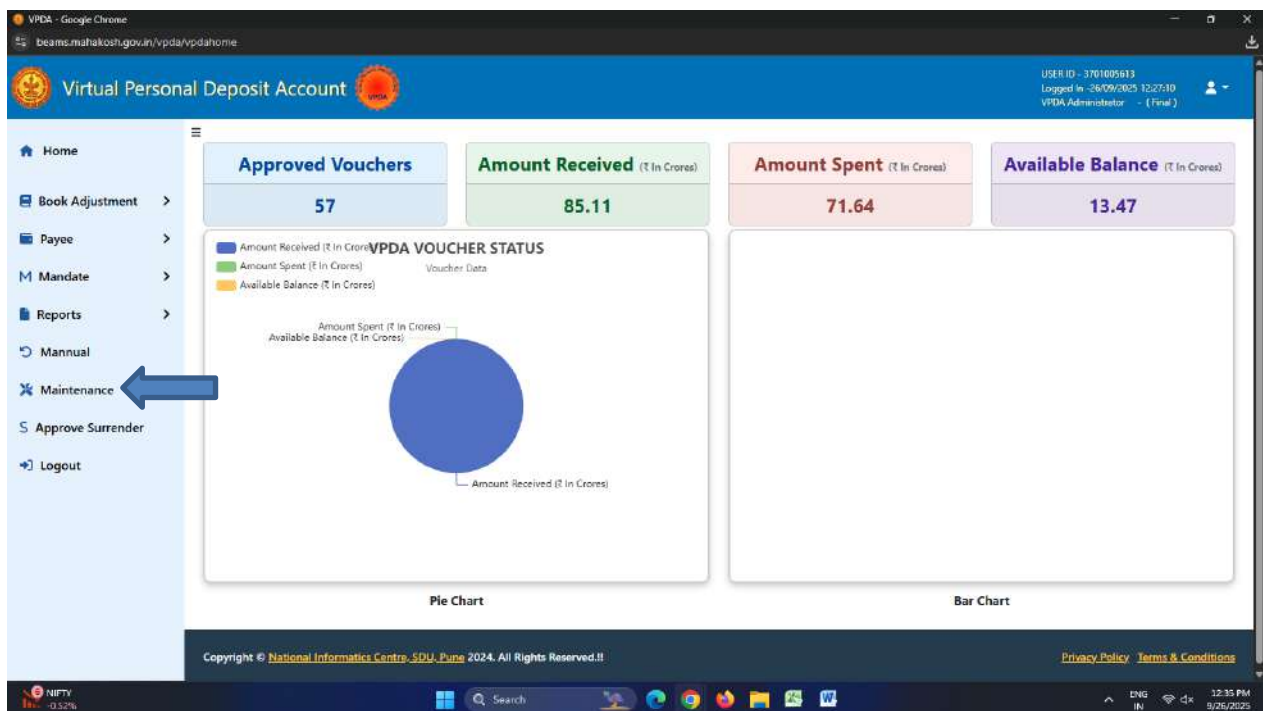 VPDA - Google Chrome
beams.mahakosh.gov.in/vpda/vpdahome
Virtual Personal Deposit Account
VPDA
USER ID - 3701005613
Logged In -26/09/2025 12:27:10
VPDA Administrator - ( Final )
Home
Book Adjustment
Payee
M Mandate
Reports
Mannual
Maintenance
S Approve Surrender
Logout
Approved Vouchers
57
Amount Received (₹ In Crores)
85.11
Amount Spent (₹ In Crores)
71.64
Available Balance (₹ In Crores)
13.47
VPDA VOUCHER STATUS
Voucher Data
Amount Received (₹ In Crore
Amount Spent (₹ In Crores)
Available Balance (₹ In Crores)
Amount Spent (₹ In Crores)
Available Balance (₹ In Crores)
Amount Received (₹ In Crores)
Pie Chart
Bar Chart
Copyright © National Informatics Centre, SDU, Pune 2024. All Rights Reserved.!!
Privacy Policy Terms & Conditions
NIFTY
-0.52%
Search
ENG
IN
12:35 PM
9/26/2025